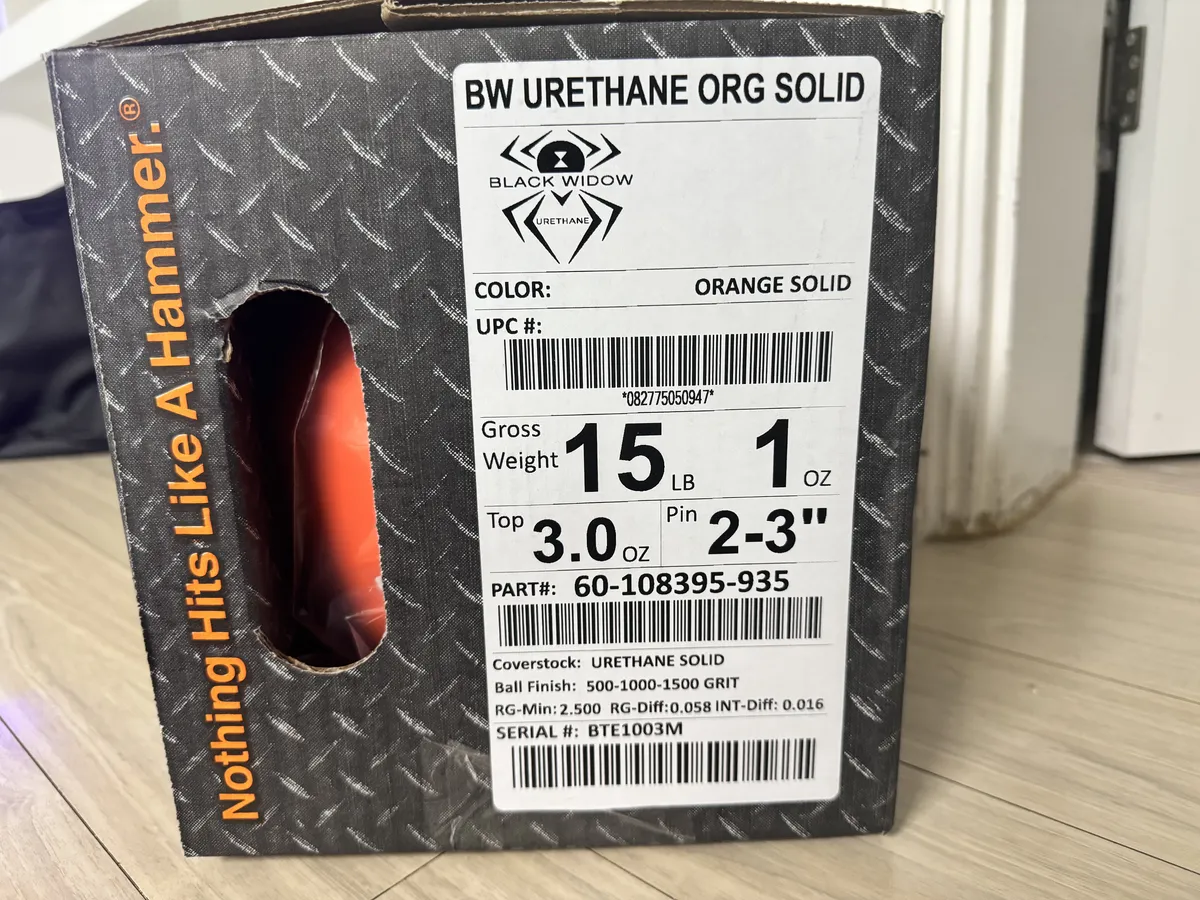 Nothing Hits Like A Hammer.®
BW URETHANE ORG SOLID
BLACK WIDOW
URETHANE
COLOR: ORANGE SOLID
UPC #:
*082775050947*
Gross Weight 15 LB 1 OZ
Top 3.0 OZ Pin 2-3"
PART#: 60-108395-935
Coverstock: URETHANE SOLID
Ball Finish: 500-1000-1500 GRIT
RG-Min: 2.500 RG-Diff: 0.058 INT-Diff: 0.016
SERIAL #: BTE1003M